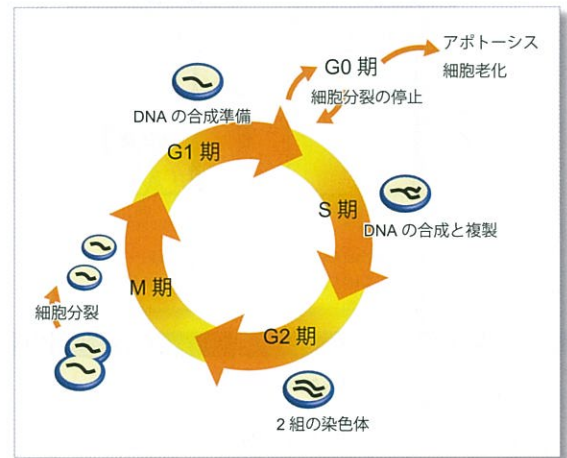 アポトーシス
細胞老化
G0 期
細胞分裂の停止
DNA の合成準備
G1 期
S 期
DNA の合成と複製
M 期
細胞分裂
G2 期
2 組の染色体